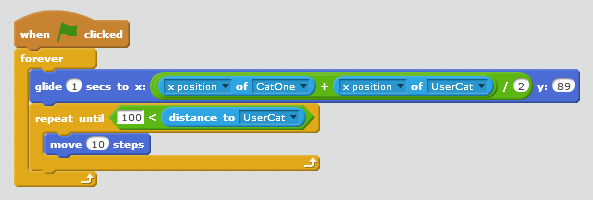 when clicked
forever
glide 1 secs to x: x position of CatOne + x position of UserCat / 2 y: 89
repeat until 100 < distance to UserCat
move 10 steps